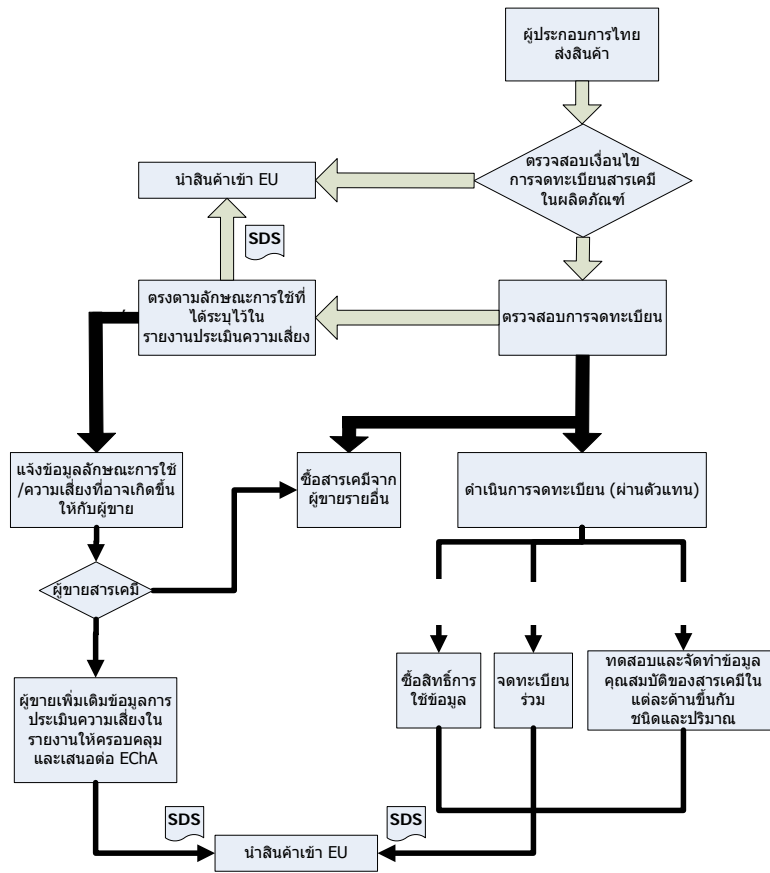 ผู้ประกอบการไทย
ส่งสินค้า
ตรวจสอบเงื่อนไข
การจดทะเบียนสารเคมี
ในผลิตภัณฑ์
นำสินค้าเข้า EU
SDS
ตรงตามลักษณะการใช้ที่
ได้ระบุไว้ใน
รายงานประเมินความเสี่ยง
ตรวจสอบการจดทะเบียน
แจ้งข้อมูลลักษณะการใช้
/ความเสี่ยงที่อาจเกิดขึ้น
ให้กับผู้ขาย
ซื้อสารเคมีจาก
ผู้ขายรายอื่น
ดำเนินการจดทะเบียน (ผ่านตัวแทน)
ผู้ขายสารเคมี
ผู้ขายเพิ่มเติมข้อมูลการ
ประเมินความเสี่ยงใน
รายงานให้ครอบคลุม
และเสนอต่อ EChA
ซื้อสิทธิ์การ
ใช้ข้อมูล
จดทะเบียน
ร่วม
ทดสอบและจัดทำข้อมูล
คุณสมบัติของสารเคมีใน
แต่ละด้านขึ้นกับ
ชนิดและปริมาณ
SDS
SDS
นำสินค้าเข้า EU